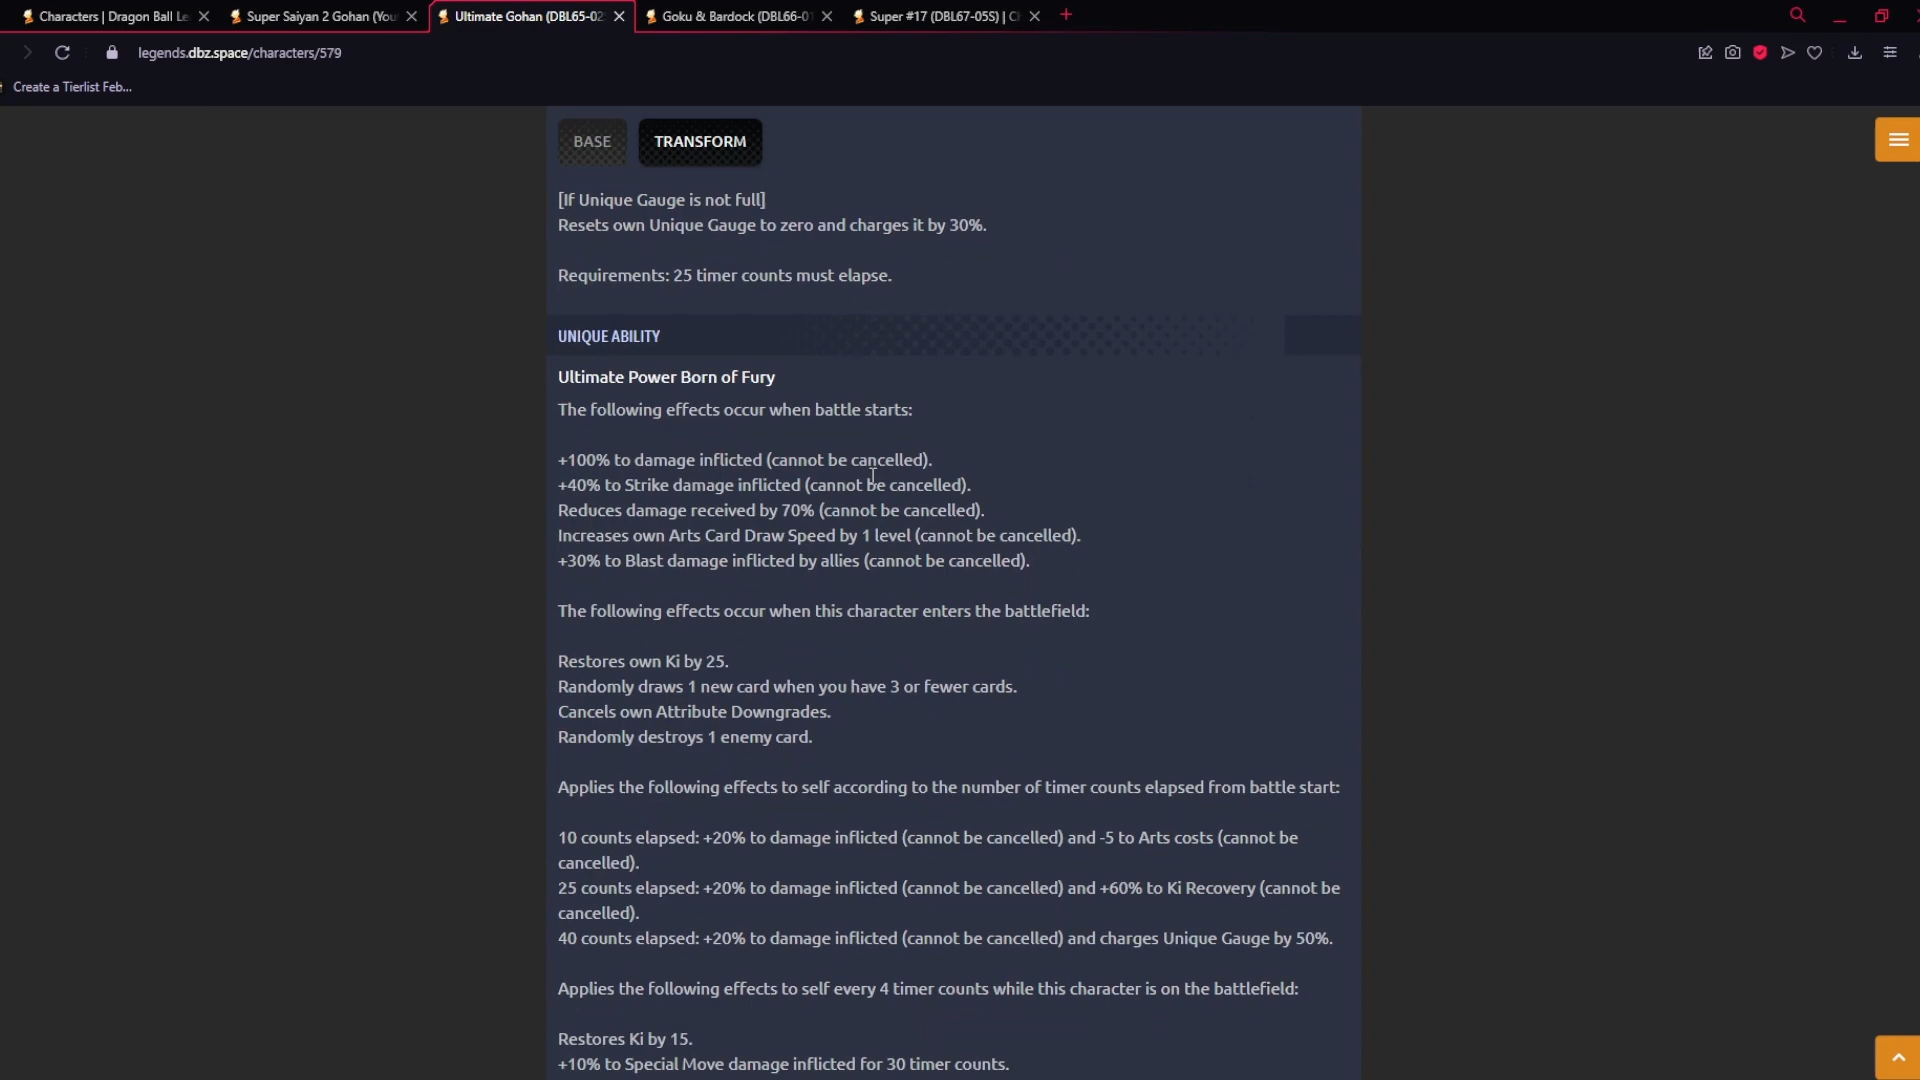 Characters | Dragon Ball Le
Super Saiyan 2 Gohan (You
Ultimate Gohan (DBL65-02
Goku & Bardock (DBL66-01
Super #17 (DBL67-05S) | C
legends.dbz.space/characters/579
Create a Tierlist Feb...
BASE
TRANSFORM
[If Unique Gauge is not full]
Resets own Unique Gauge to zero and charges it by 30%.
Requirements: 25 timer counts must elapse.
UNIQUE ABILITY
Ultimate Power Born of Fury
The following effects occur when battle starts:
+100% to damage inflicted (cannot be cancelled).
+40% to Strike damage inflicted (cannot be cancelled).
Reduces damage received by 70% (cannot be cancelled).
Increases own Arts Card Draw Speed by 1 level (cannot be cancelled).
+30% to Blast damage inflicted by allies (cannot be cancelled).
The following effects occur when this character enters the battlefield:
Restores own Ki by 25.
Randomly draws 1 new card when you have 3 or fewer cards.
Cancels own Attribute Downgrades.
Randomly destroys 1 enemy card.
Applies the following effects to self according to the number of timer counts elapsed from battle start:
10 counts elapsed: +20% to damage inflicted (cannot be cancelled) and -5 to Arts costs (cannot be
cancelled).
25 counts elapsed: +20% to damage inflicted (cannot be cancelled) and +60% to Ki Recovery (cannot be
cancelled).
40 counts elapsed: +20% to damage inflicted (cannot be cancelled) and charges Unique Gauge by 50%.
Applies the following effects to self every 4 timer counts while this character is on the battlefield:
Restores Ki by 15.
+10% to Special Move damage inflicted for 30 timer counts.